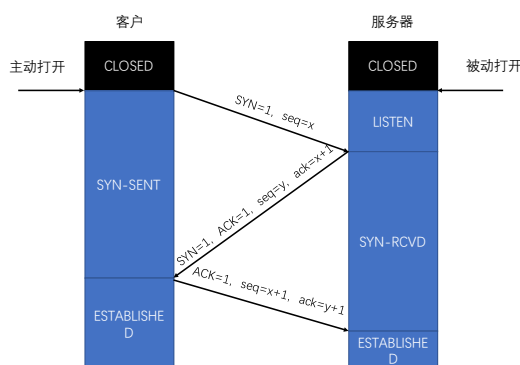 客户
服务器
CLOSED
CLOSED
主动打开
被动打开
SYN=1, seq=x
LISTEN
SYN-SENT
SYN=1, ACK=1, seq=y, ack=x+1
SYN-RCVD
ACK=1, seq=x+1, ack=y+1
ESTABLISHE
D
ESTABLISHE
D